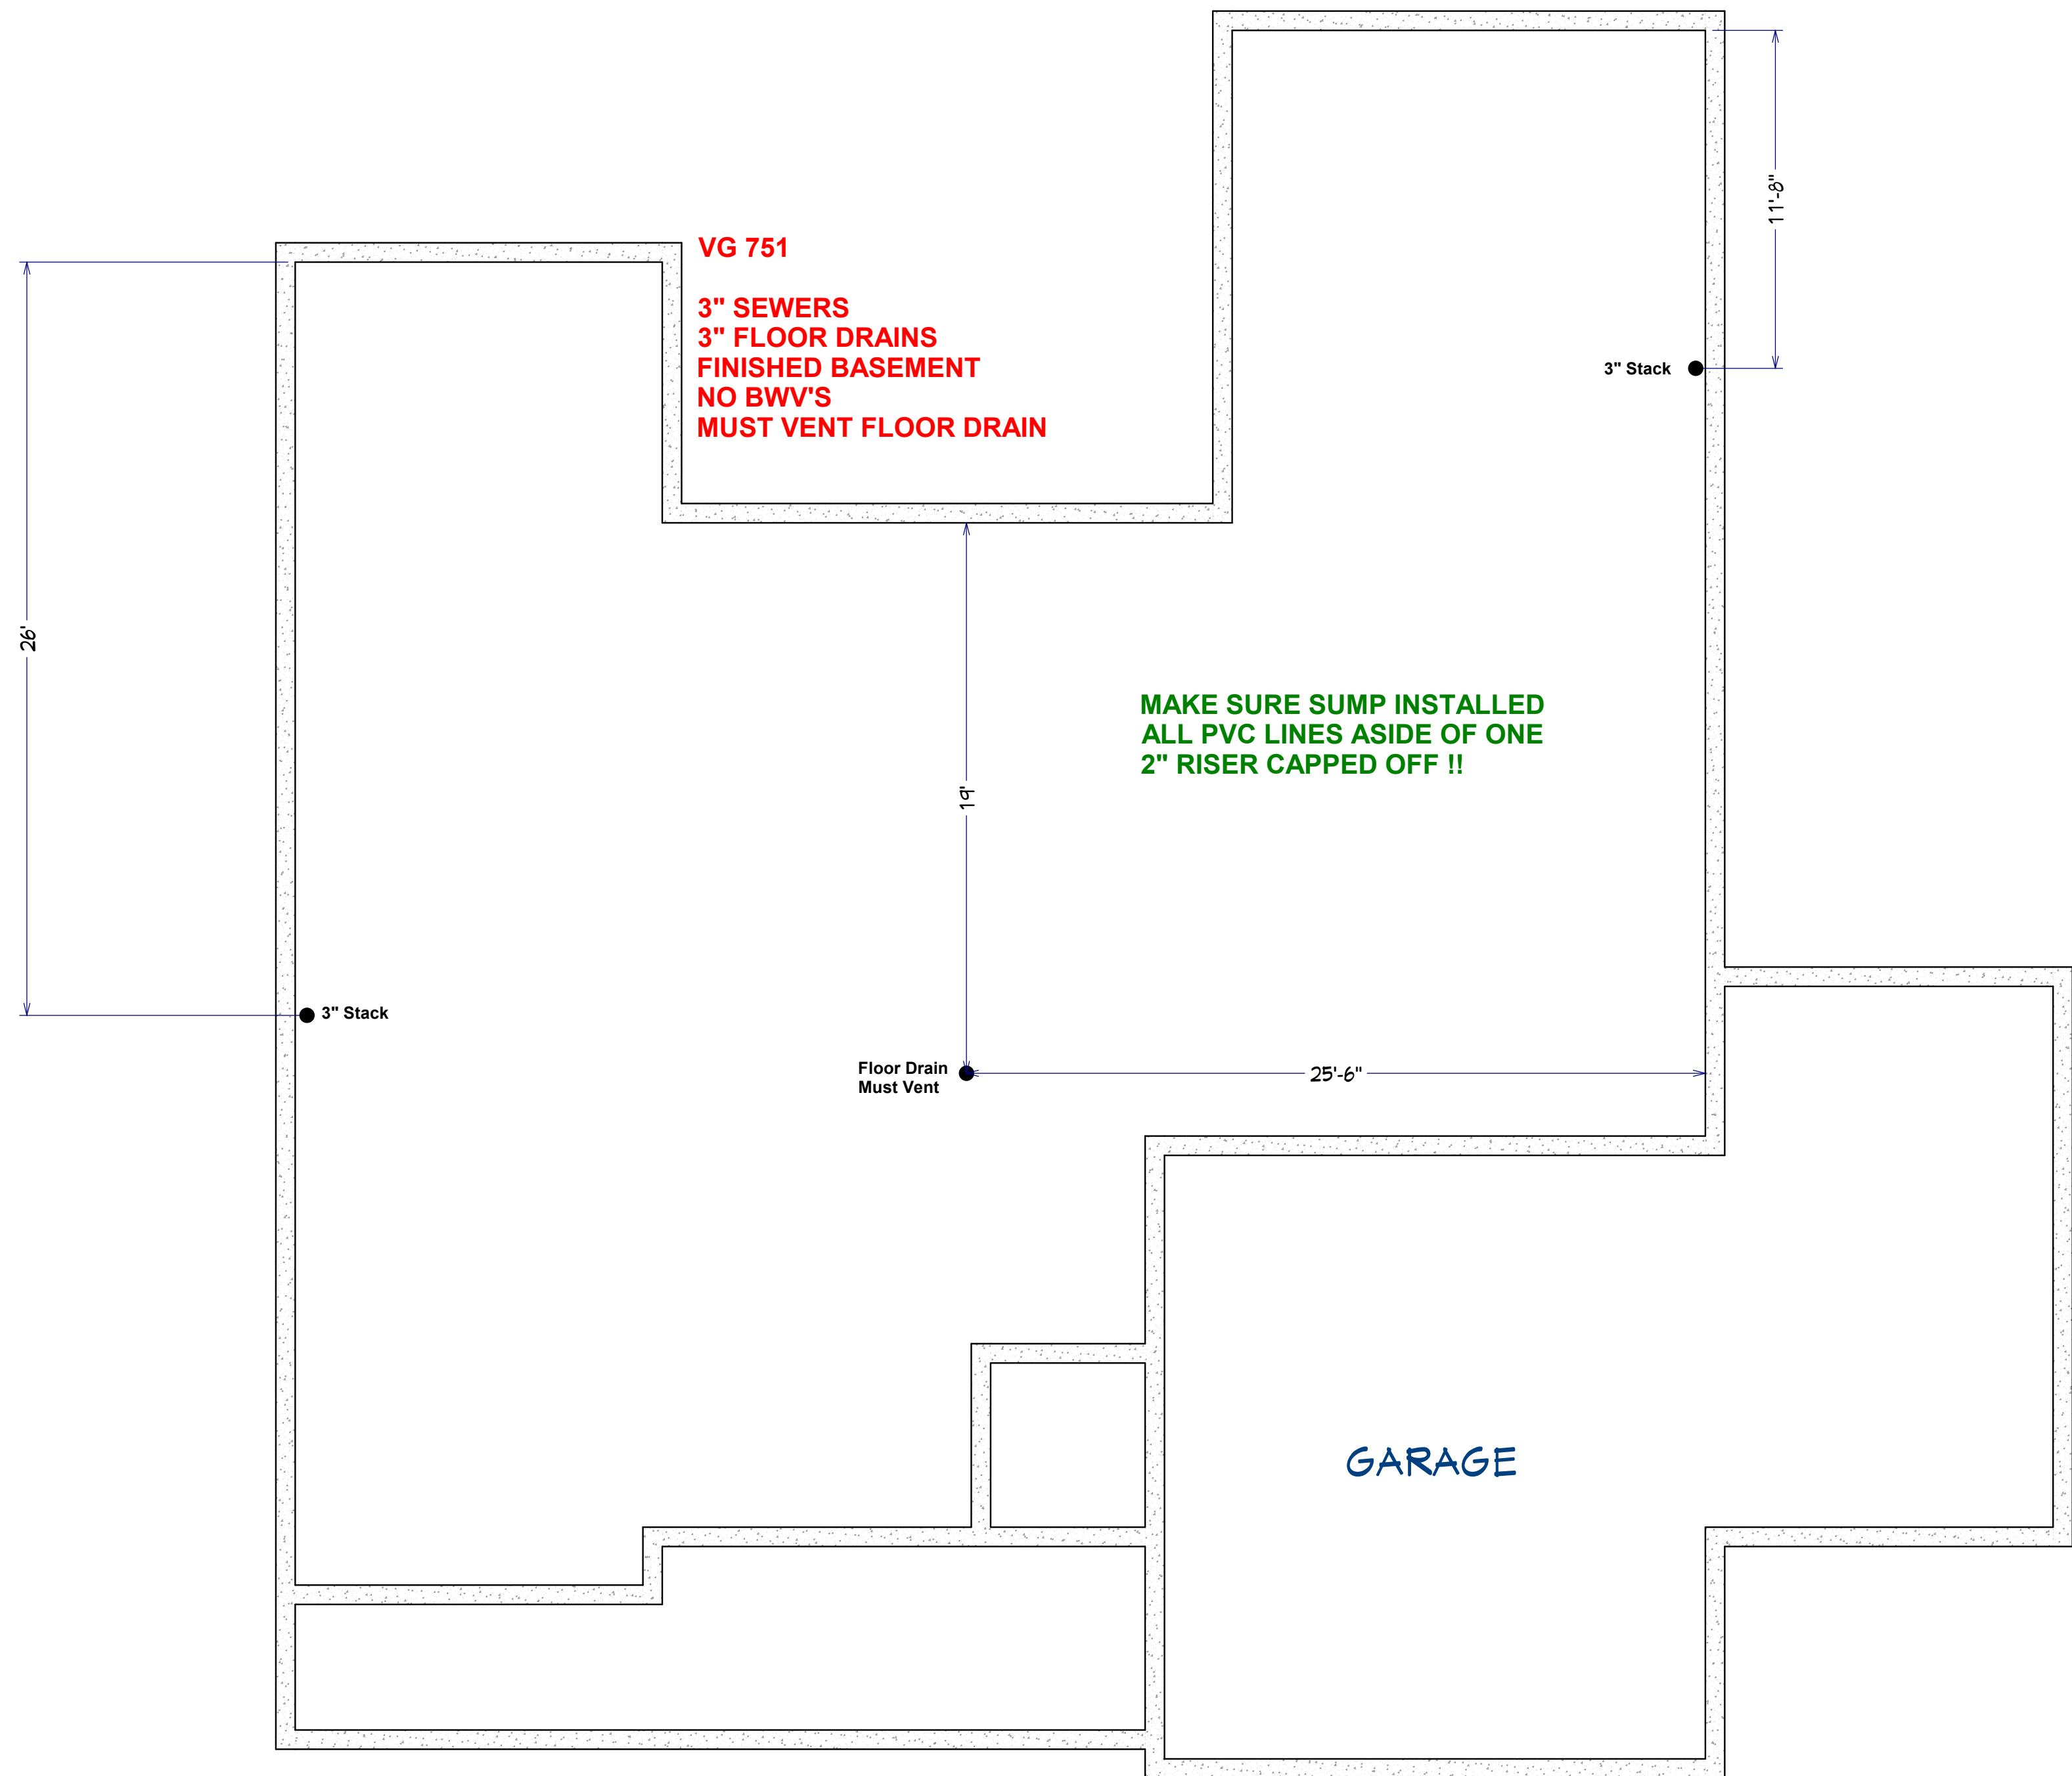 VG 751
3" SEWERS
3" FLOOR DRAINS
FINISHED BASEMENT
NO BWV'S
MUST VENT FLOOR DRAIN
11'-8"
3" Stack
26'
MAKE SURE SUMP INSTALLED
ALL PVC LINES ASIDE OF ONE
2" RISER CAPPED OFF !!
19'
3" Stack
Floor Drain
Must Vent
25'-6"
GARAGE